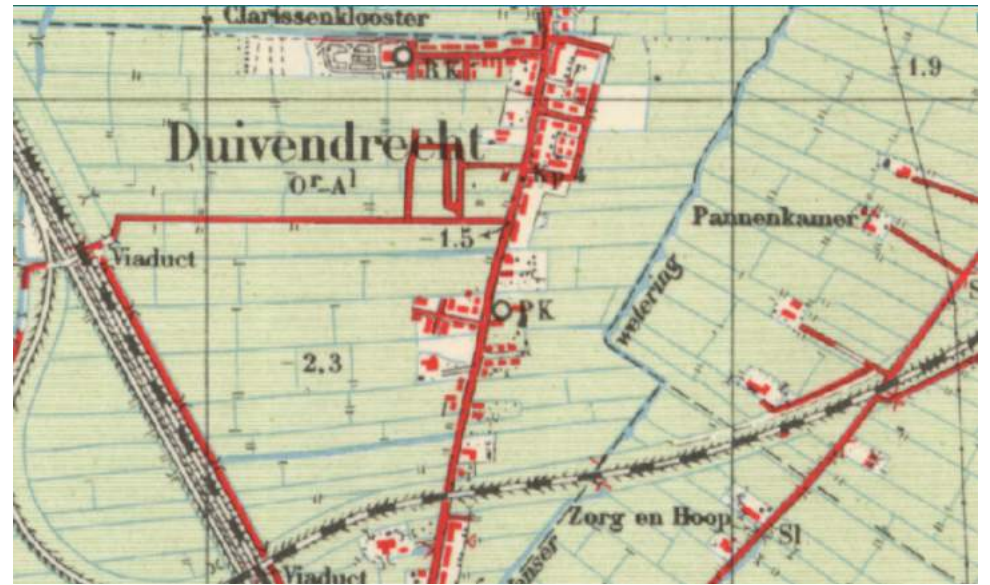 Clarissenklooster
RK
1.9
Duivendrecht
Or-Al
Pannenkamer
-1.5
Viaduct
wetering
PK
-2.3
Zorg en Hoop
Sl
Viaduct